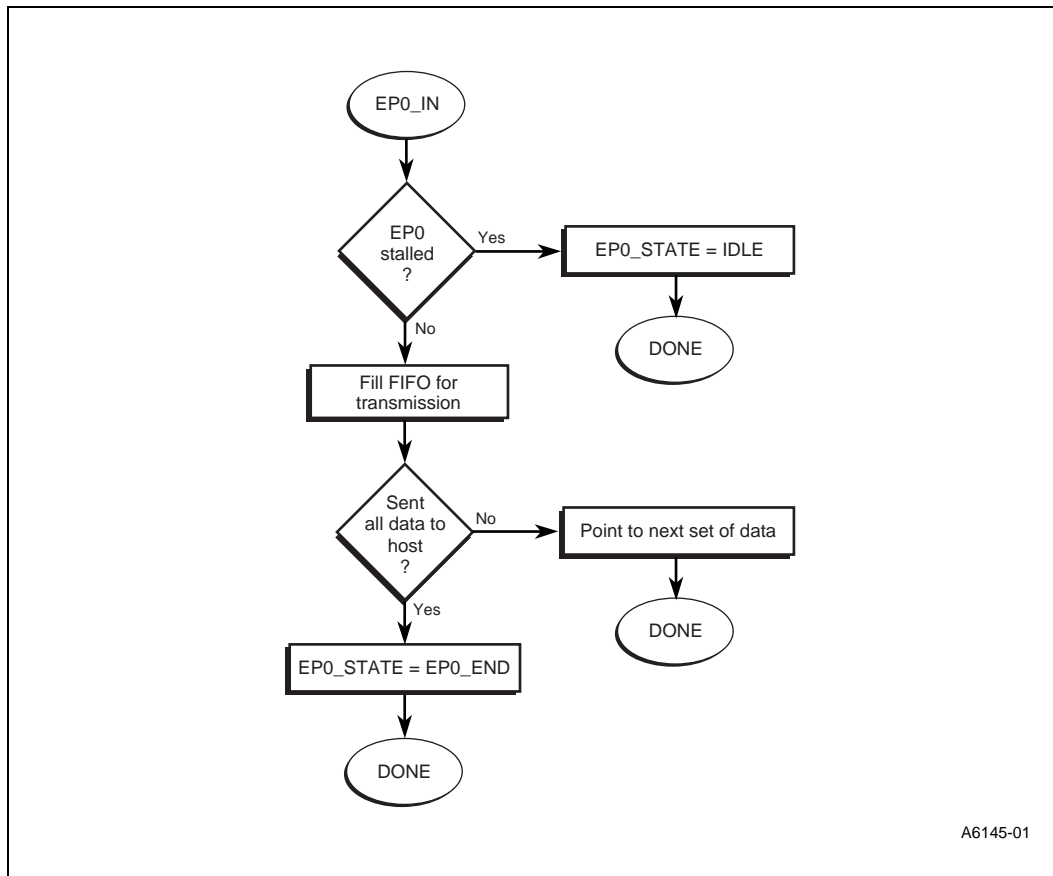 EP0_IN
EP0
stalled
?
Yes
EP0_STATE = IDLE
No
DONE
Fill FIFO for
transmission
Sent
all data to
host
?
No
Point to next set of data
Yes
DONE
EP0_STATE = EP0_END
DONE
A6145-01